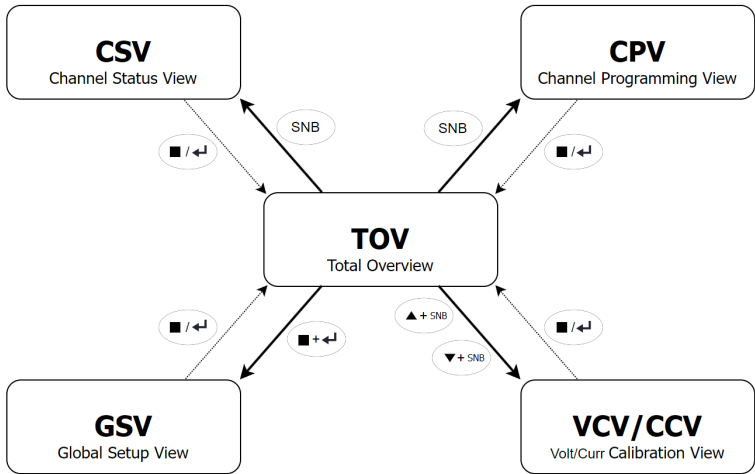 CSV
Channel Status View
CPV
Channel Programming View
SNB
SNB
■ / ↵
■ / ↵
TOV
Total Overview
■ / ↵
■ + ↵
▲ + SNB
▼ + SNB
■ / ↵
GSV
Global Setup View
VCV/CCV
Volt/Curr Calibration View